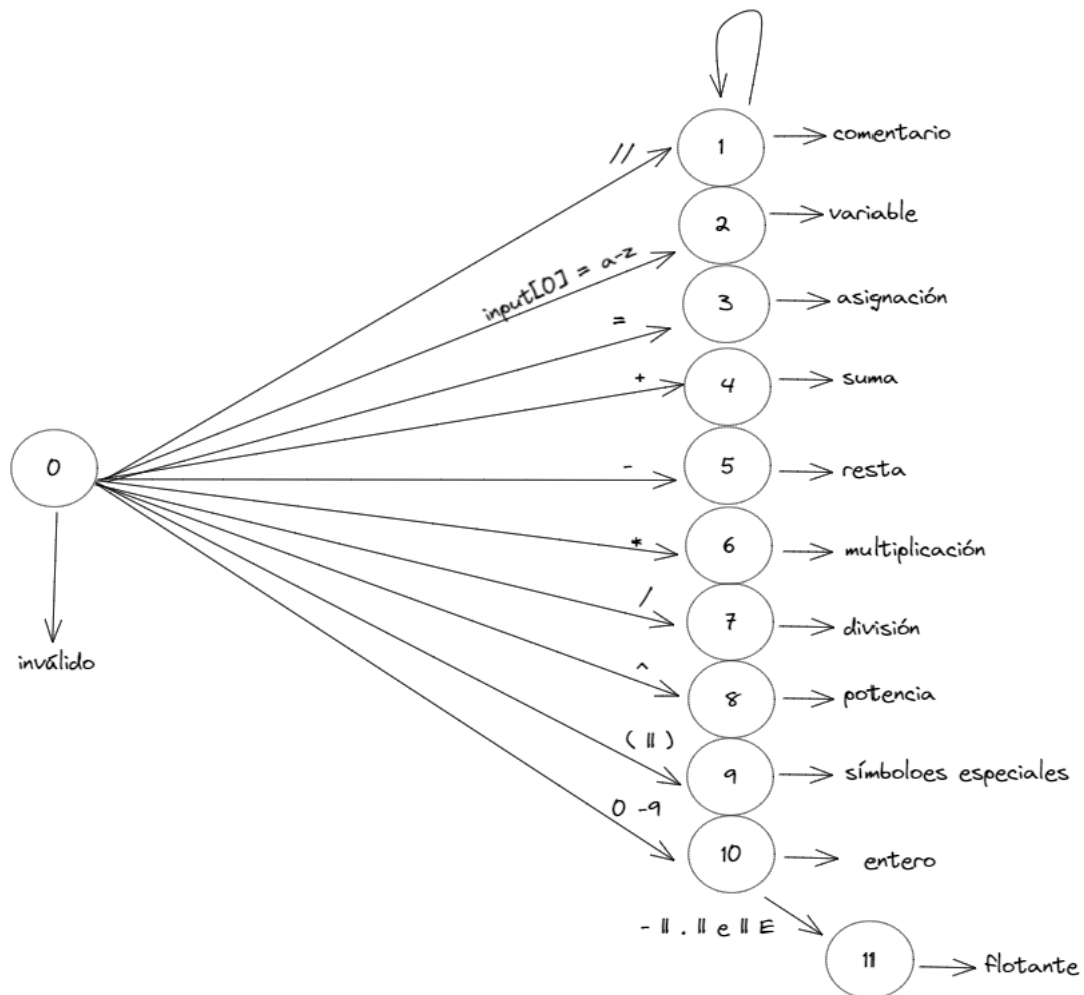 1
comentario
//
2
variable
input[0] = a-z
3
asignación
=
4
suma
+
0
5
resta
-
6
multiplicación
*
7
división
/
inválido
8
potencia
^
9
símboloes especiales
( || )
10
entero
0 -9
- || . || e || E
11
flotante